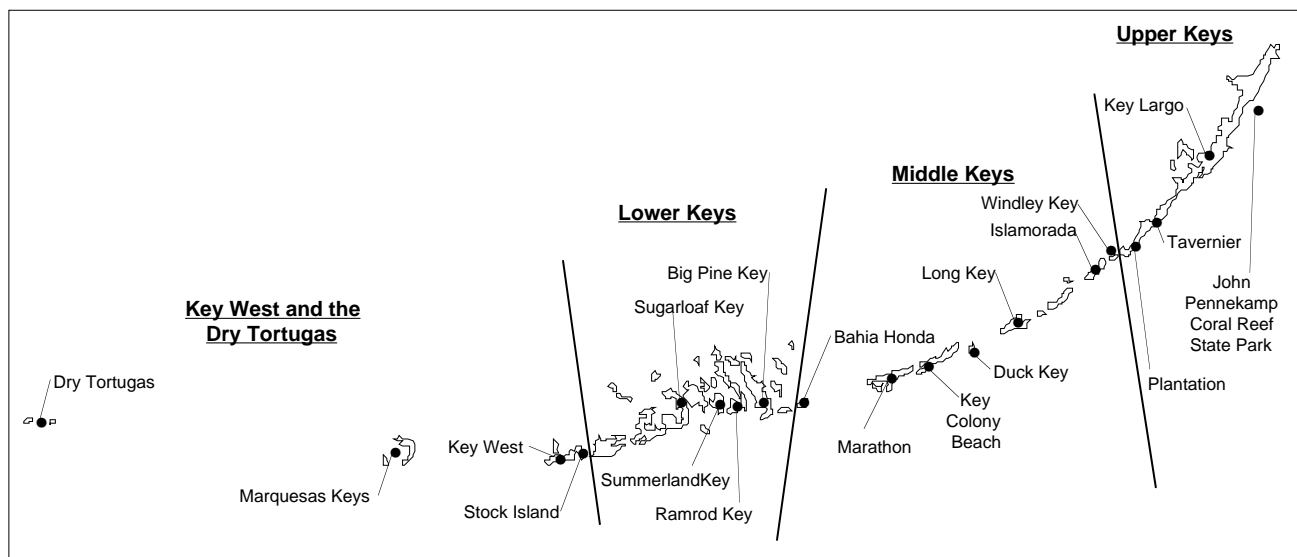 Upper Keys
Key Largo
Middle Keys
Windley Key
Lower Keys
Islamorada
Tavernier
Big Pine Key
Long Key
John
Pennekamp
Coral Reef
State Park
Key West and the
Dry Tortugas
Sugarloaf Key
Bahia Honda
Duck Key
Dry Tortugas
Plantation
Key
Colony
Beach
Key West
Marathon
SummerlandKey
Marquesas Keys
Stock Island
Ramrod Key